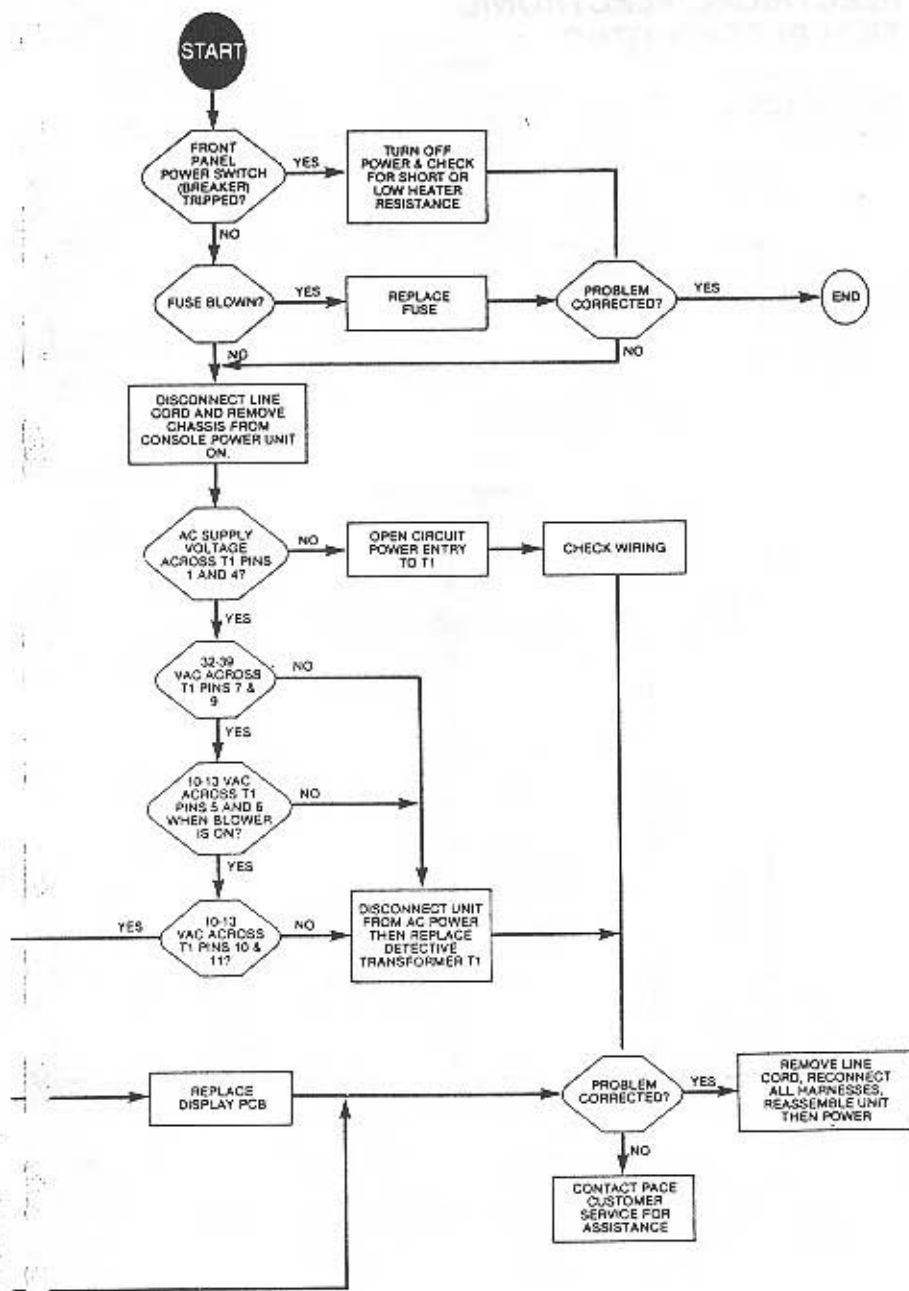 START
FRONT
PANEL
POWER SWITCH
(BREAKER)
TRIPPED?
YES
TURN OFF
POWER & CHECK
FOR SHORT OR
LOW HEATER
RESISTANCE
NO
FUSE BLOWN?
YES
REPLACE
FUSE
PROBLEM
CORRECTED?
YES
END
NO
NO
DISCONNECT LINE
CORD AND REMOVE
CHASSIS FROM
CONSOLE POWER UNIT
ON.
AC SUPPLY
VOLTAGE
ACROSS T1 PINS
1 AND 4?
NO
OPEN CIRCUIT
POWER ENTRY
TO T1
CHECK WIRING
YES
32-39
VAC ACROSS
T1 PINS 7 &
9
NO
YES
10-13 VAC
ACROSS T1
PINS 5 AND 6
WHEN BLOWER
IS ON?
NO
YES
YES
10-13
VAC ACROSS
T1 PINS 10 &
11?
NO
DISCONNECT UNIT
FROM AC POWER
THEN REPLACE
DETECTIVE
TRANSFORMER T1
REPLACE
DISPLAY PCB
PROBLEM
CORRECTED?
YES
REMOVE LINE
CORD, RECONNECT
ALL HARNESSES,
REASSEMBLE UNIT
THEN POWER
NO
CONTACT PACE
CUSTOMER
SERVICE FOR
ASSISTANCE